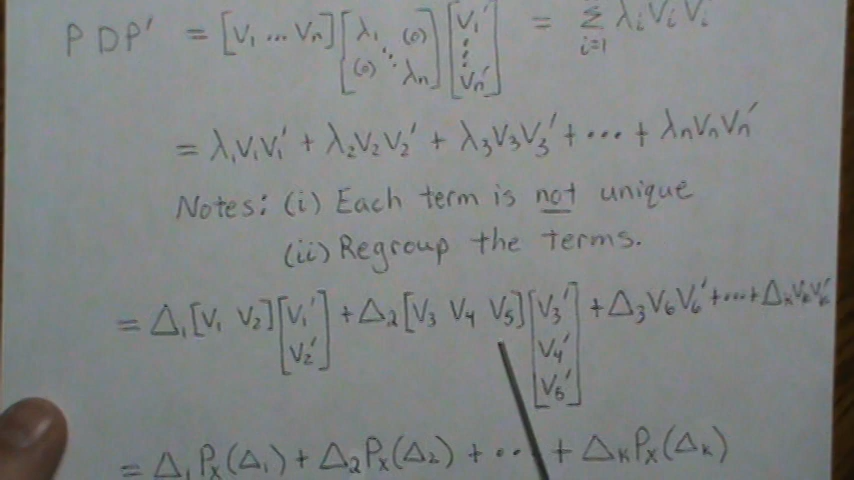 PDP' = [V₁ ... Vₙ] [λ₁ (0) ⋱ (0) λₙ] [V₁' ⋮ Vₙ'] = Σ i=1 λᵢVᵢVᵢ'
= λ₁V₁V₁' + λ₂V₂V₂' + λ₃V₃V₃' + ... + λₙVₙVₙ'
Notes: (i) Each term is not unique
(ii) Regroup the terms.
= Δ₁[V₁ V₂][V₁' V₂'] + Δ₂[V₃ V₄ V₅][V₃' V₄' V₅'] + Δ₃V₆V₆' + ... + ΔₖVₖVₖ'
= Δ₁Pₓ(Δ₁) + Δ₂Pₓ(Δ₂) + ... + ΔₖPₓ(Δₖ)